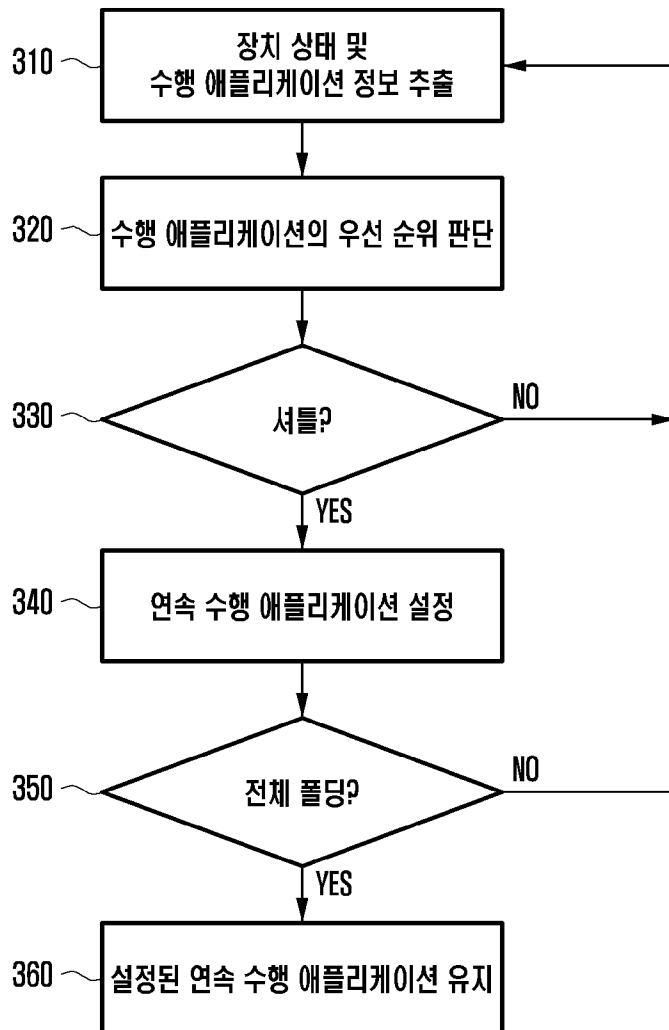 310
장치 상태 및
수행 애플리케이션 정보 추출
320
수행 애플리케이션의 우선 순위 판단
330
셔틀?
NO
YES
340
연속 수행 애플리케이션 설정
350
전체 폴딩?
NO
YES
360
설정된 연속 수행 애플리케이션 유지